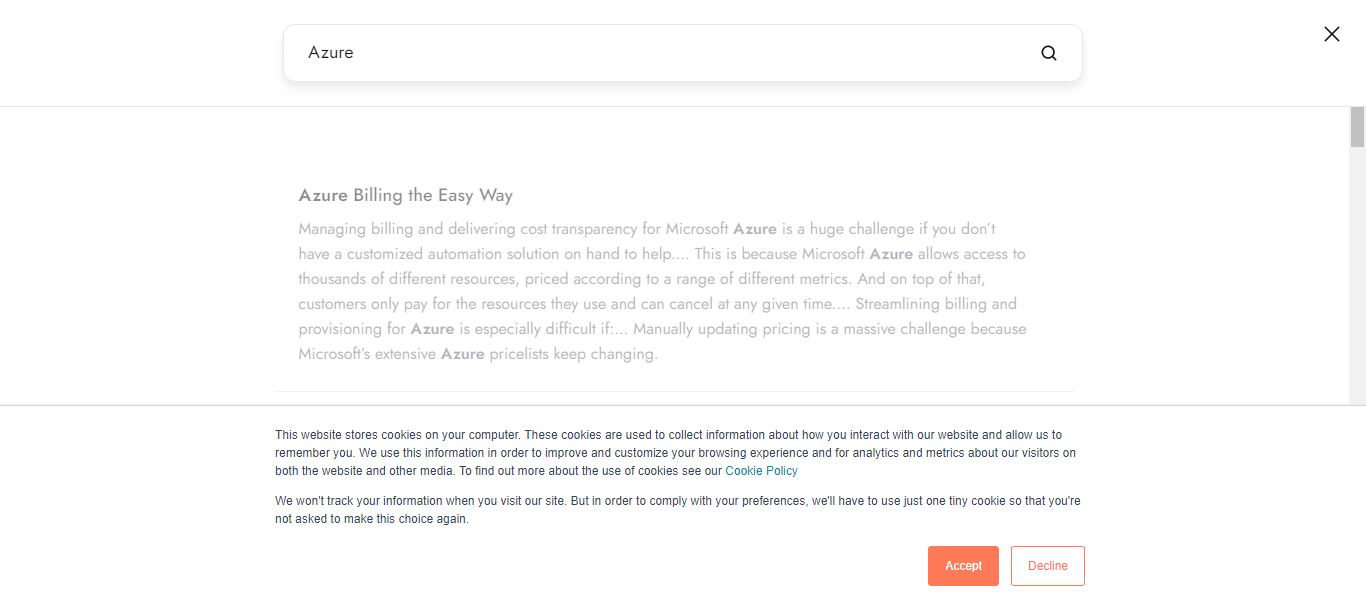 Azure
Azure Billing the Easy Way
Managing billing and delivering cost transparency for Microsoft Azure is a huge challenge if you don't
have a customized automation solution on hand to help.... This is because Microsoft Azure allows access to
thousands of different resources, priced according to a range of different metrics. And on top of that,
customers only pay for the resources they use and can cancel at any given time.... Streamlining billing and
provisioning for Azure is especially difficult if:... Manually updating pricing is a massive challenge because
Microsoft's extensive Azure pricelists keep changing.
This website stores cookies on your computer. These cookies are used to collect information about how you interact with our website and allow us to
remember you. We use this information in order to improve and customize your browsing experience and for analytics and metrics about our visitors on
both the website and other media. To find out more about the use of cookies see our Cookie Policy
We won't track your information when you visit our site. But in order to comply with your preferences, we'll have to use just one tiny cookie so that you're
not asked to make this choice again.
Accept Decline